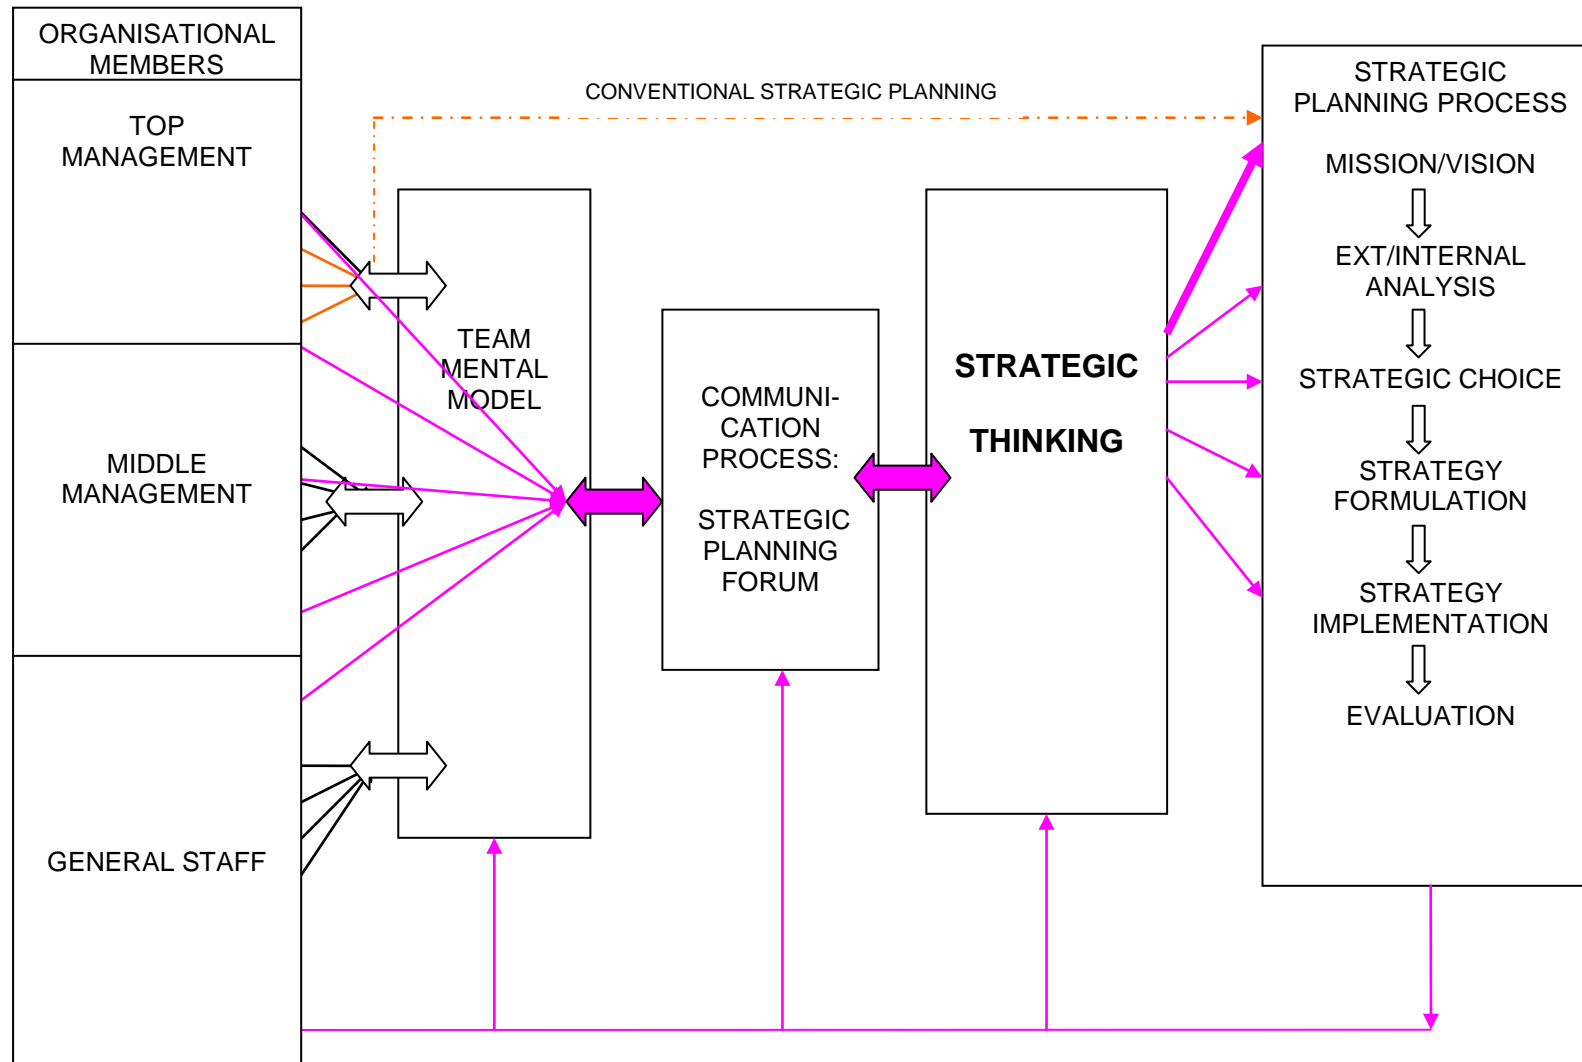 ORGANISATIONAL
MEMBERS
TOP
MANAGEMENT
MIDDLE
MANAGEMENT
GENERAL STAFF
CONVENTIONAL STRATEGIC PLANNING
TEAM
MENTAL
MODEL
COMMUNI-
CATION
PROCESS:
STRATEGIC
PLANNING
FORUM
STRATEGIC
THINKING
STRATEGIC
PLANNING PROCESS
MISSION/VISION
EXT/INTERNAL
ANALYSIS
STRATEGIC CHOICE
STRATEGY
FORMULATION
STRATEGY
IMPLEMENTATION
EVALUATION